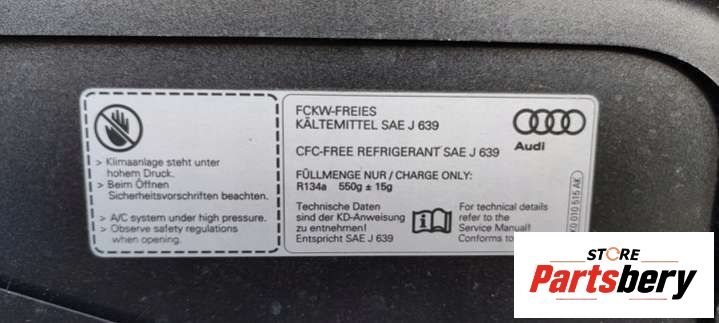 > Klimaanlage steht unter
hohem Druck.
> Beim Öffnen
Sicherheitsvorschriften beachten.
> A/C system under high pressure.
> Observe safety regulations
when opening.
FCKW-FREIES
KÄLTEMITTEL SAE J 639
CFC-FREE REFRIGERANT SAE J 639
FÜLLMENGE NUR / CHARGE ONLY:
R134a 550g ± 15g
Technische Daten
sind der KD-Anweisung
zu entnehmen!
Entspricht SAE J 639
For technical details
refer to the
Service Manual!
Conforms to
Audi
010 515 AK
STORE
Partsbery